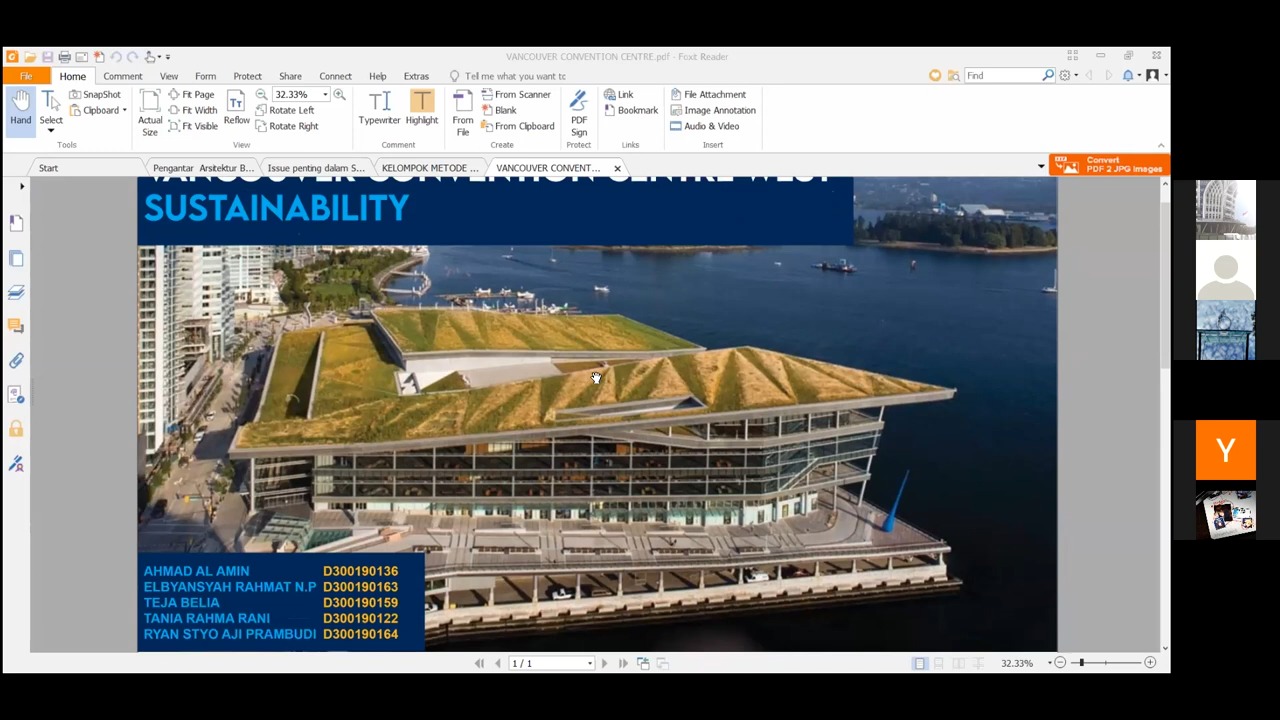 VANCOUVER CONVENTION CENTRE.pdf - Foxit Reader
File Home Comment View Form Protect Share Connect Help Extras Tell me what you want to
Find
Hand
Select
SnapShot
Clipboard
Tools
Actual Size
Fit Page
Fit Width
Fit Visible
Reflow
32.33%
Rotate Left
Rotate Right
View
Typewriter
Highlight
Comment
From File
From Scanner
Blank
From Clipboard
Create
PDF Sign
Protect
Link
Bookmark
Links
File Attachment
Image Annotation
Audio & Video
Insert
Start
Pengantar Arsitektur B...
Issue penting dalam S...
KELOMPOK METODE ...
VANCOUVER CONVENT...
Convert
PDF 2 JPG Images
VANCOUVER CONVENTION CENTRE WEST
SUSTAINABILITY
AHMAD AL AMIN D300190136
ELBYANSYAH RAHMAT N.P D300190163
TEJA BELIA D300190159
TANIA RAHMA RANI D300190122
RYAN STYO AJI PRAMBUDI D300190164
Y
1 / 1
32.33%